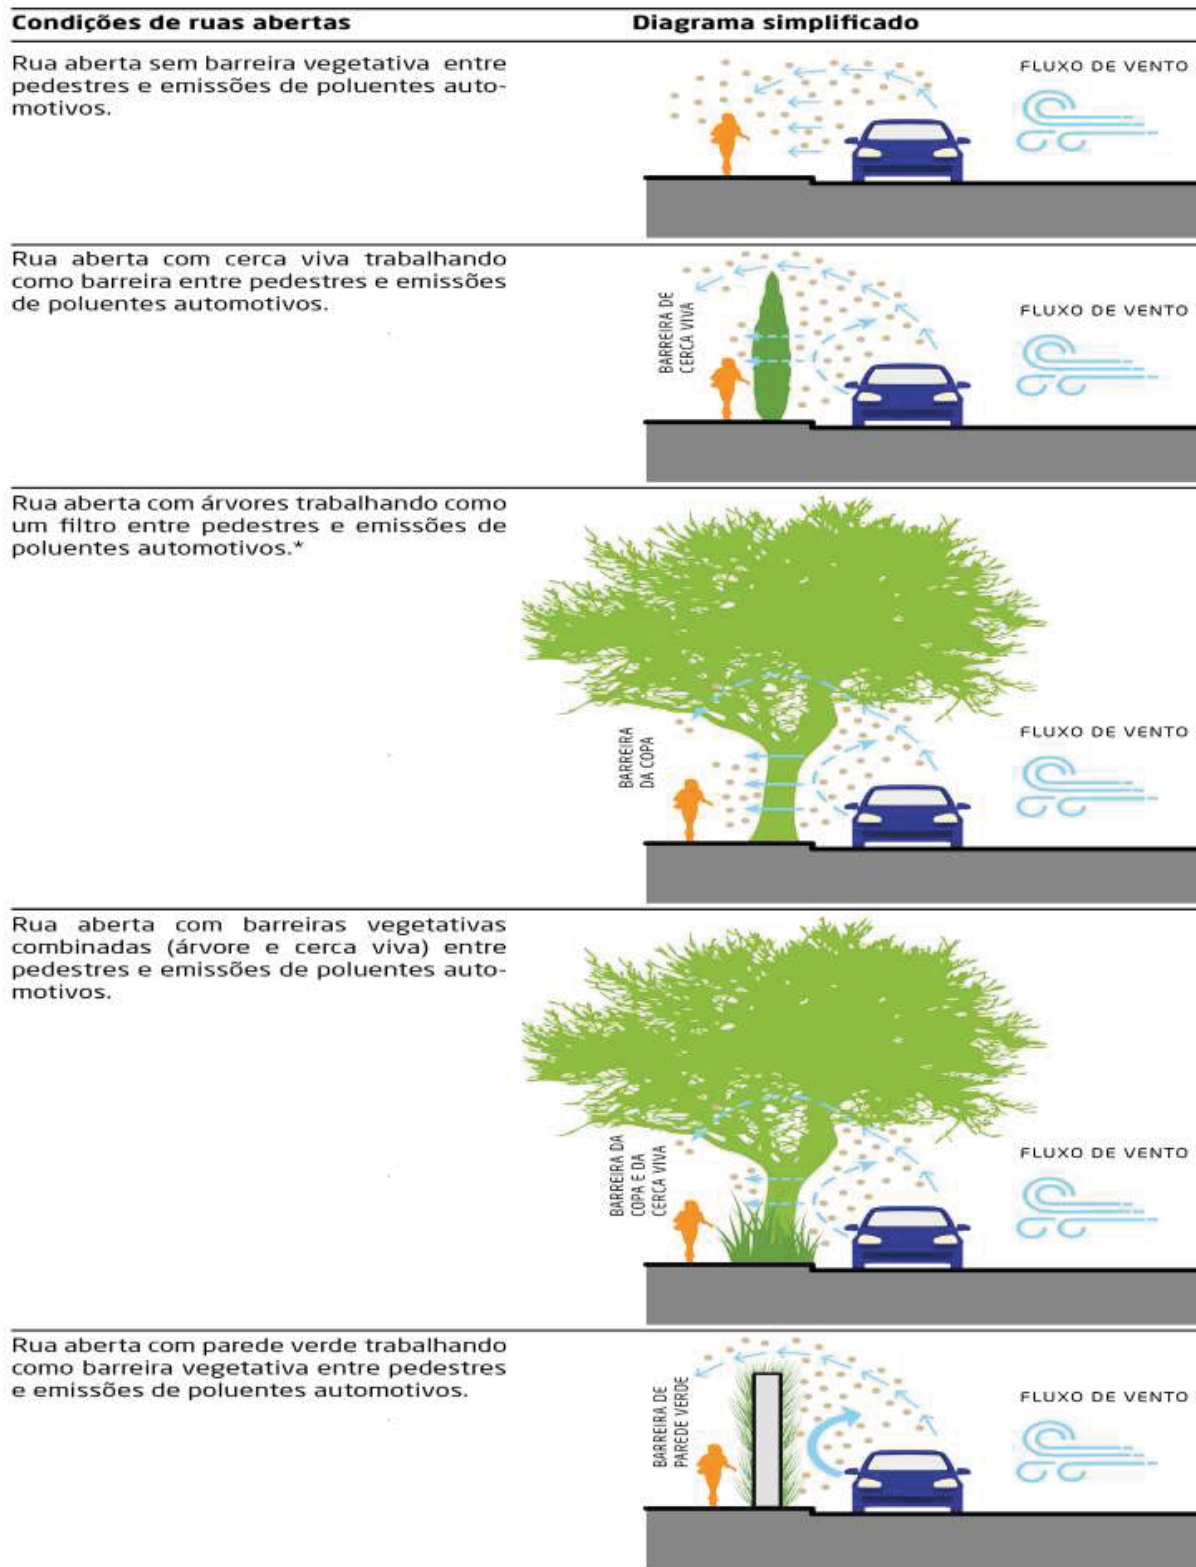 Condições de ruas abertas
Diagrama simplificado
Rua aberta sem barreira vegetativa entre
pedestres e emissões de poluentes auto-
motivos.
FLUXO DE VENTO
Rua aberta com cerca viva trabalhando
como barreira entre pedestres e emissões
de poluentes automotivos.
BARREIRA DE
CERCA VIVA
FLUXO DE VENTO
Rua aberta com árvores trabalhando como
um filtro entre pedestres e emissões de
poluentes automotivos.*
BARREIRA
DA COPA
FLUXO DE VENTO
Rua aberta com barreiras vegetativas
combinadas (árvore e cerca viva) entre
pedestres e emissões de poluentes auto-
motivos.
BARREIRA DA
COPA E DA
CERCA VIVA
FLUXO DE VENTO
Rua aberta com parede verde trabalhando
como barreira vegetativa entre pedestres
e emissões de poluentes automotivos.
BARREIRA DE
PAREDE VERDE
FLUXO DE VENTO